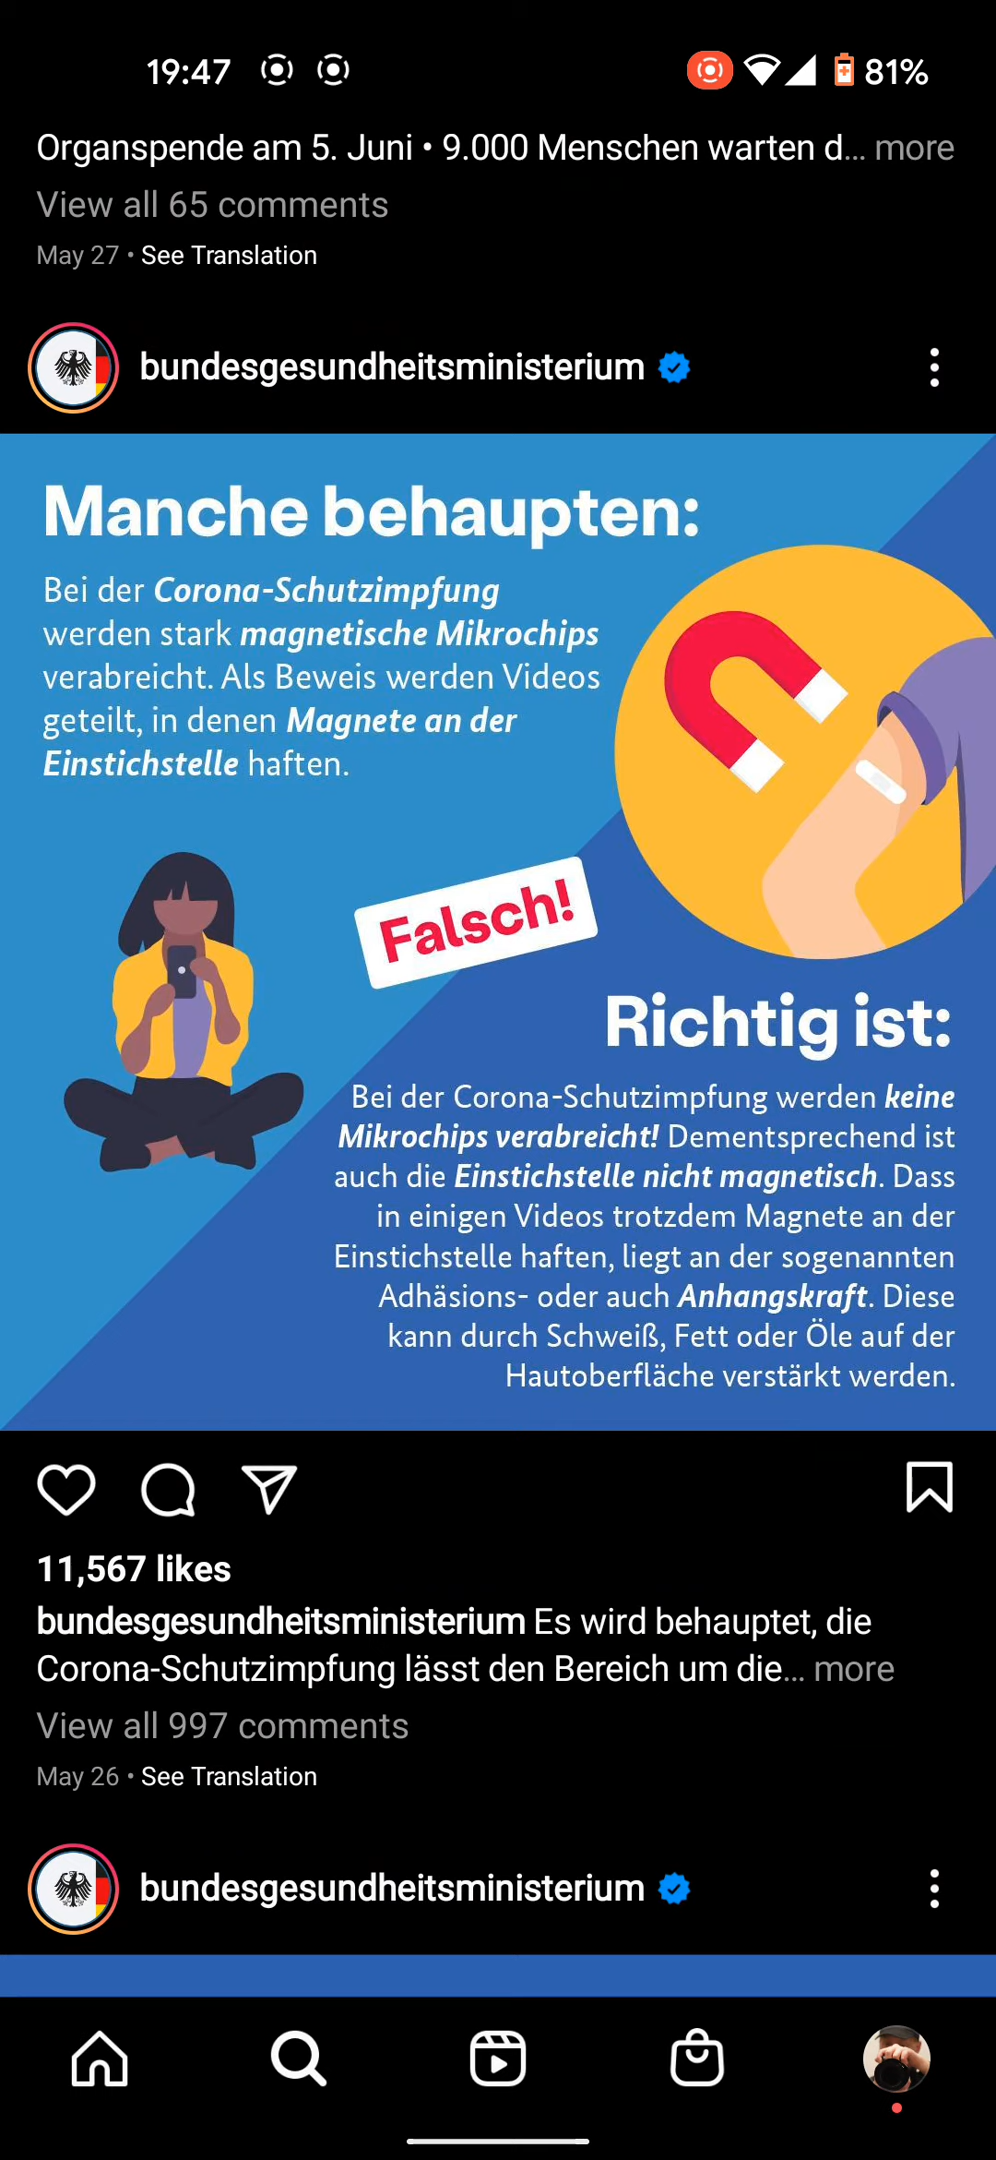 19:47
81%
Organspende am 5. Juni • 9.000 Menschen warten d... more
View all 65 comments
May 27 • See Translation
bundesgesundheitsministerium
Manche behaupten:
Bei der Corona-Schutzimpfung
werden stark magnetische Mikrochips
verabreicht. Als Beweis werden Videos
geteilt, in denen Magnete an der
Einstichstelle haften.
Falsch!
Richtig ist:
Bei der Corona-Schutzimpfung werden keine
Mikrochips verabreicht! Dementsprechend ist
auch die Einstichstelle nicht magnetisch. Dass
in einigen Videos trotzdem Magnete an der
Einstichstelle haften, liegt an der sogenannten
Adhäsions- oder auch Anhangskraft. Diese
kann durch Schweiß, Fett oder Öle auf der
Hautoberfläche verstärkt werden.
11,567 likes
bundesgesundheitsministerium Es wird behauptet, die
Corona-Schutzimpfung lässt den Bereich um die... more
View all 997 comments
May 26 • See Translation
bundesgesundheitsministerium